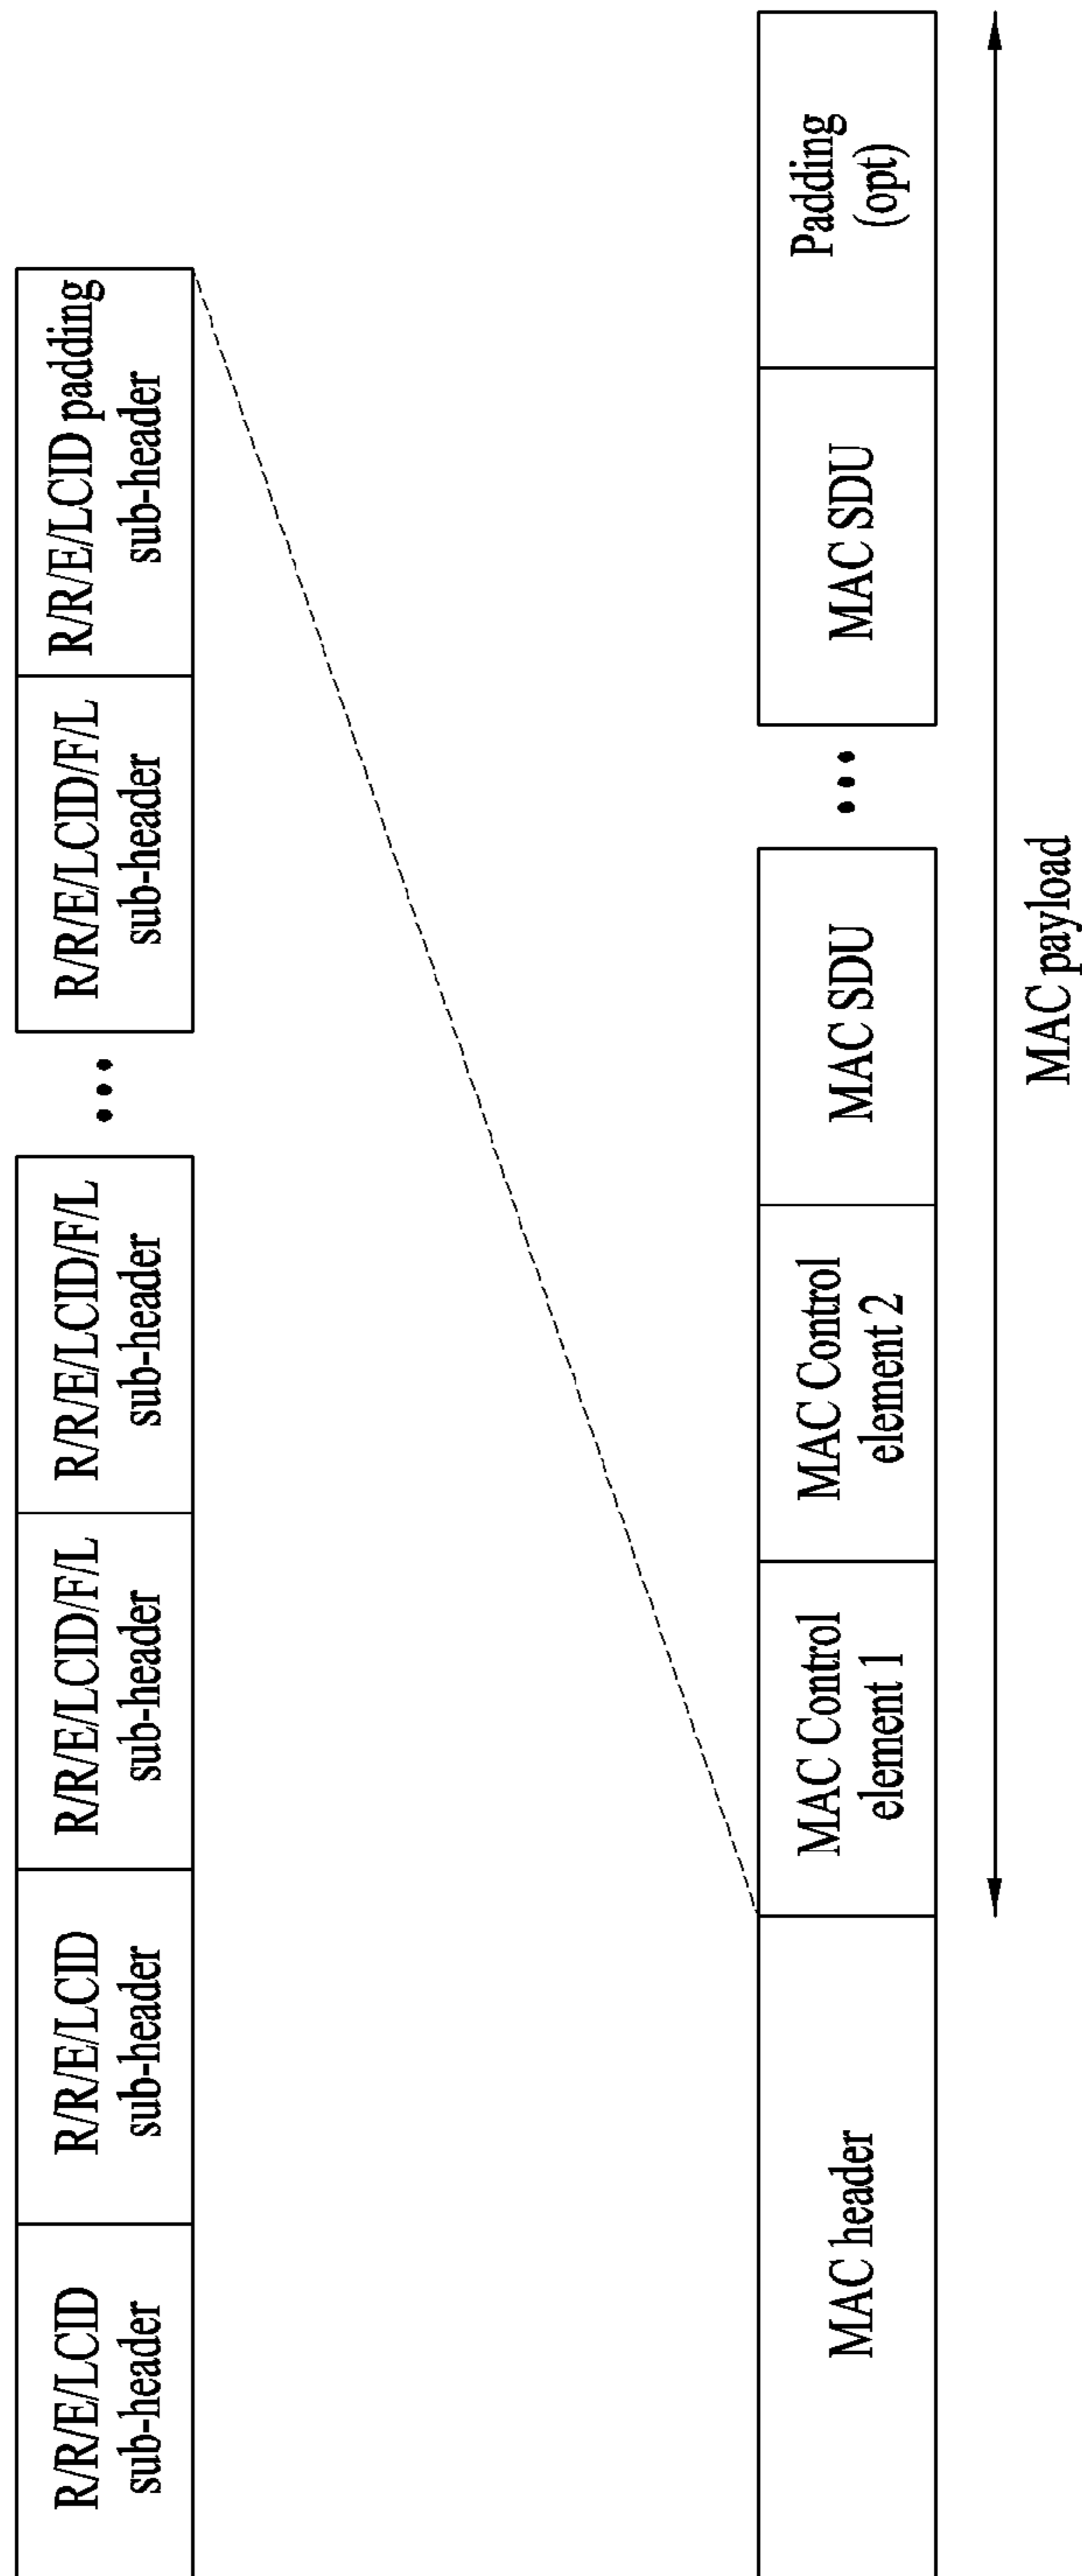 R/R/E/LCID
sub-header
R/R/E/LCID
sub-header
R/R/E/LCID/F/L
sub-header
R/R/E/LCID/F/L
sub-header
...
R/R/E/LCID/F/L
sub-header
R/R/E/LCID padding
sub-header
MAC header
MAC Control
element 1
MAC Control
element 2
MAC SDU
...
MAC SDU
Padding
(opt)
MAC payload